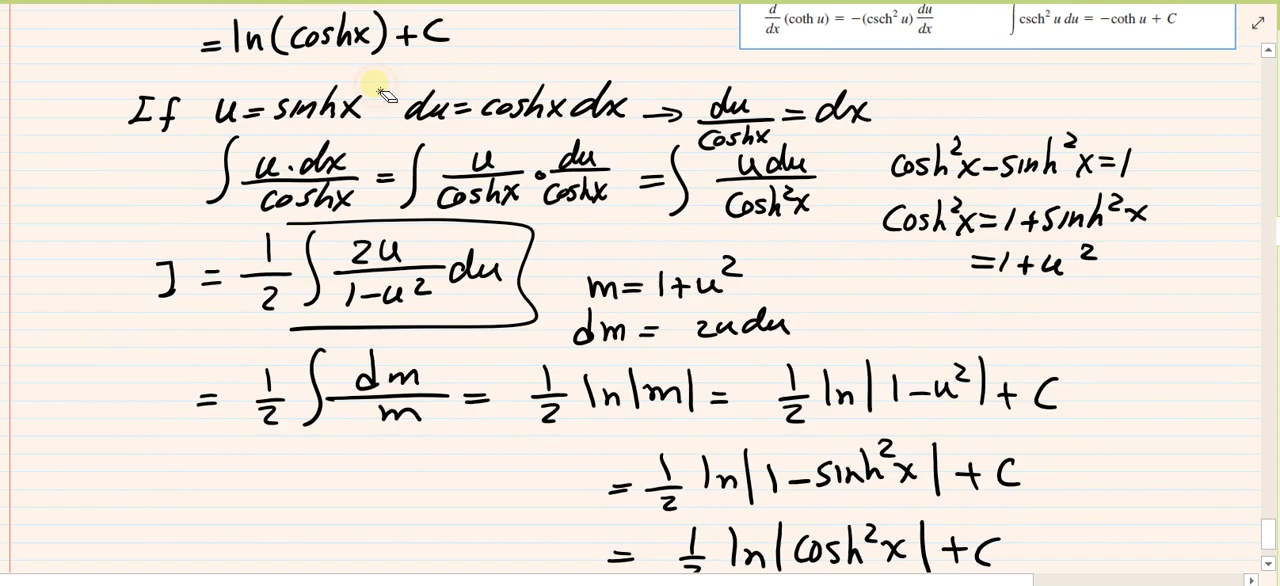 = ln(coshx) + C
d/dx (coth u) = −(csch² u) du/dx
∫ csch² u du = −coth u + C
If u = sinhx du = coshx dx → du/coshx = dx
∫ u·dx/coshx = ∫ u/coshx · du/coshx = ∫ u du/cosh²x
cosh²x − sinh²x = 1
cosh²x = 1 + sinh²x
= 1 + u²
I = 1/2 ∫ 2u/1−u² du
m = 1 + u²
dm = 2u du
= 1/2 ∫ dm/m = 1/2 ln|m| = 1/2 ln|1−u²| + C
= 1/2 ln|1 − sinh²x| + C
= 1/2 ln|cosh²x| + C